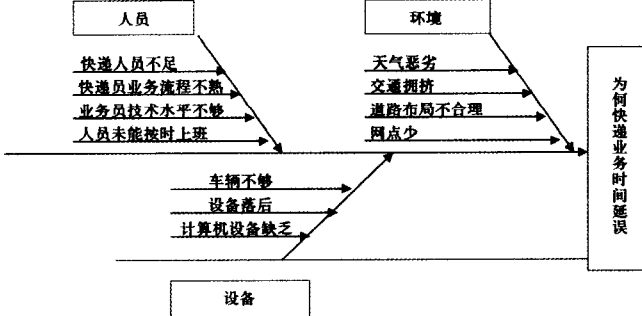 人员
环境
快递人员不足
快递员业务流程不熟
业务员技术水平不够
人员未能按时上班
天气恶劣
交通拥挤
道路布局不合理
网点少
为何快递业务时间延误
车辆不够
设备落后
计算机设备缺乏
设备